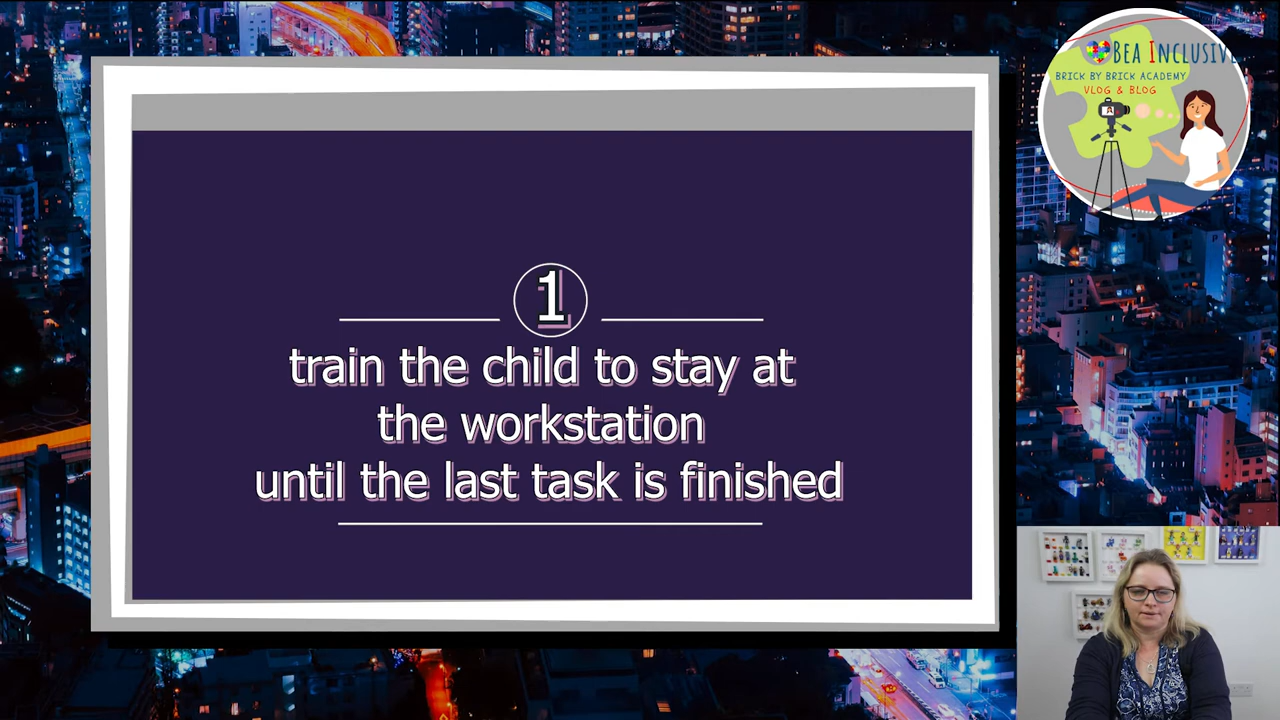 BEA INCLUSIVE
BRICK BY BRICK ACADEMY
VLOG & BLOG
A
1
train the child to stay at
the workstation
until the last task is finished